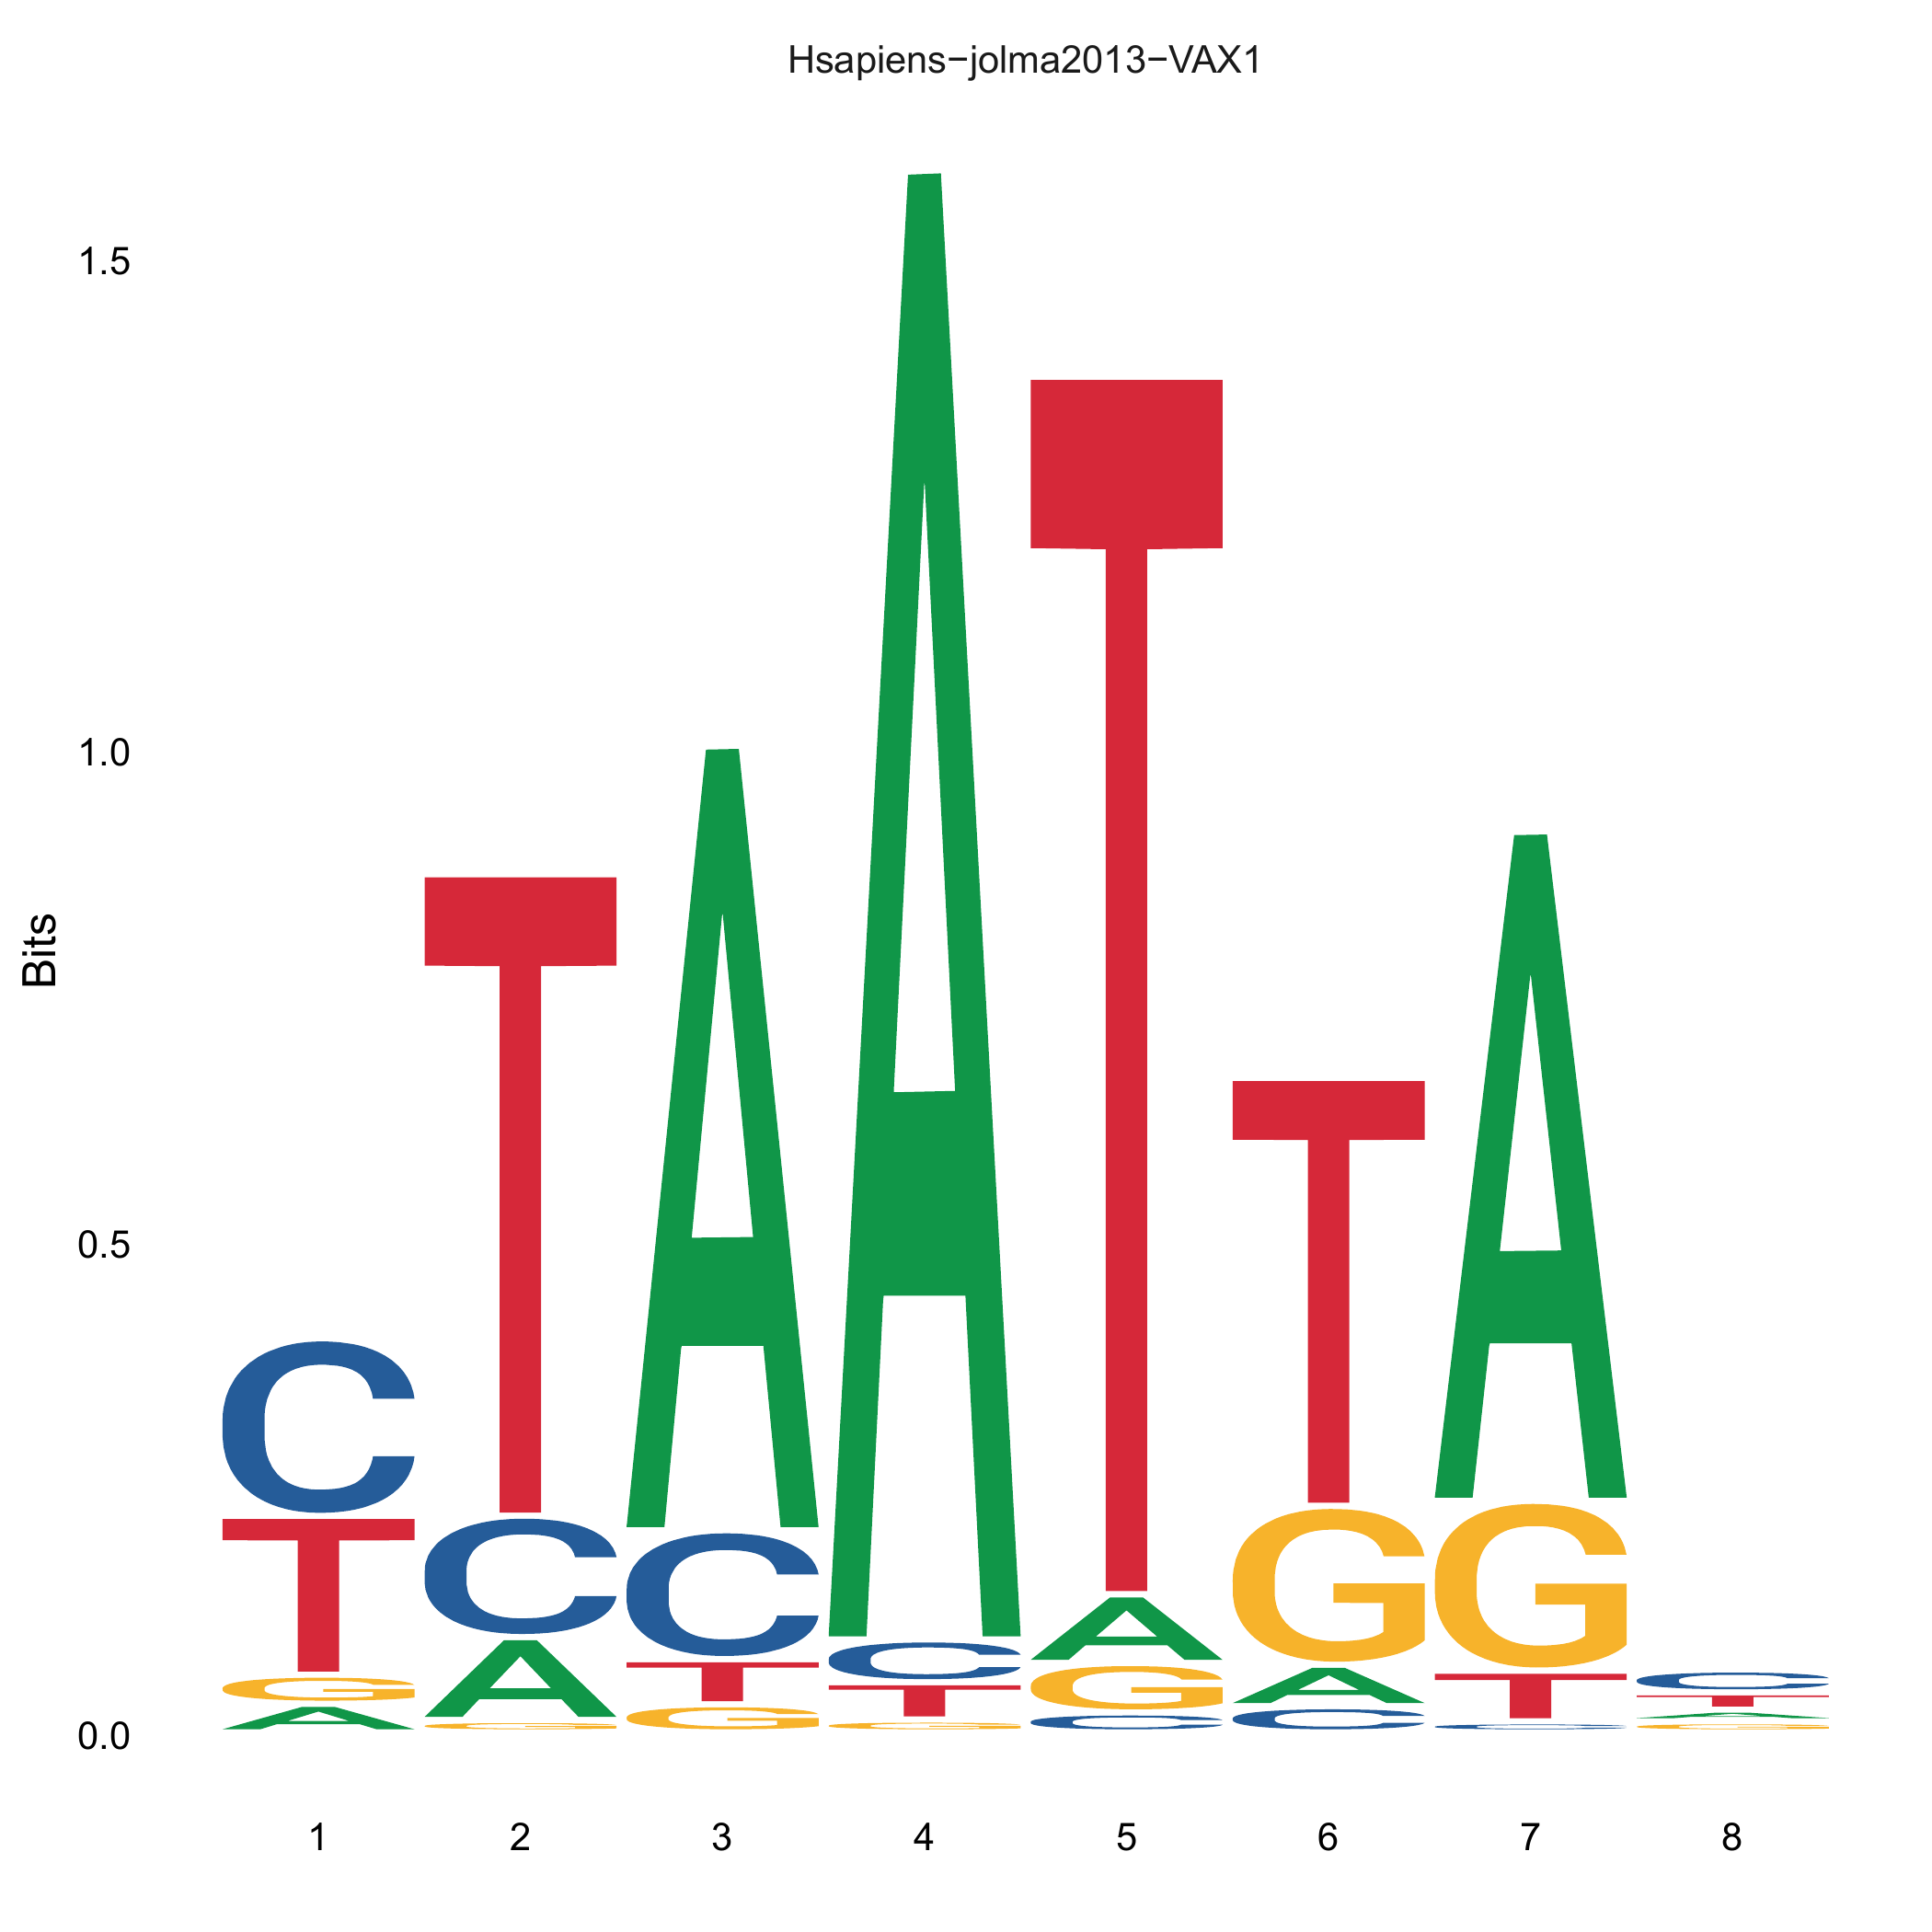 Hsapiens−jolma2013−VAX1
1.5
1.0
0.5
0.0
Bits
C T G A
T C A G
A C T G
A C T G
T A G C
T G A C
A G T C
C T A G
1 2 3 4 5 6 7 8